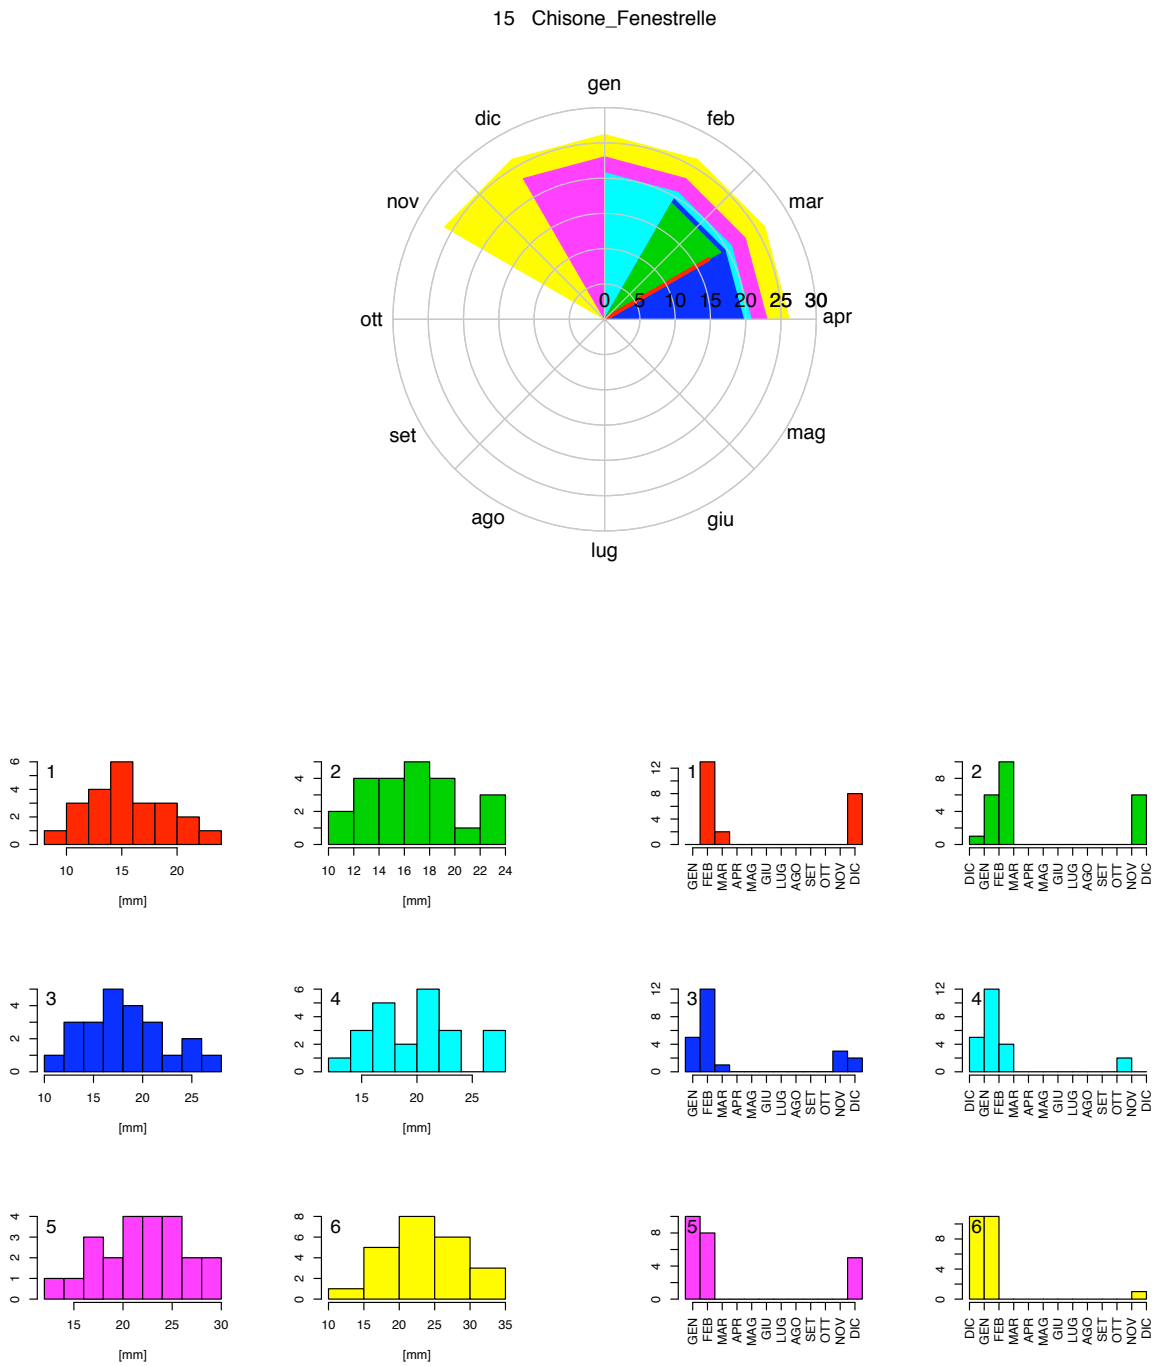 15 Chisone_Fenestrelle
gen
dic feb
nov mar
0 5 10 15 20 25 30
ott apr
set mag
ago giu
lug
1
0 2 4 6
10 15 20
[mm]
2
0 2 4
10 12 14 16 18 20 22 24
[mm]
1
0 4 8 12
GEN FEB MAR APR MAG GIU LUG AGO SET OTT NOV DIC
2
0 4 8
DIC GEN FEB MAR APR MAG GIU LUG AGO SET OTT NOV DIC
3
0 2 4
10 15 20 25
[mm]
4
0 2 4 6
15 20 25
[mm]
3
0 4 8 12
GEN FEB MAR APR MAG GIU LUG AGO SET OTT NOV DIC
4
0 4 8 12
DIC GEN FEB MAR APR MAG GIU LUG AGO SET OTT NOV DIC
5
0 1 2 3 4
15 20 25 30
[mm]
6
0 2 4 6 8
10 15 20 25 30 35
[mm]
5
0 4 8
GEN FEB MAR APR MAG GIU LUG AGO SET OTT NOV DIC
6
0 4 8
DIC GEN FEB MAR APR MAG GIU LUG AGO SET OTT NOV DIC